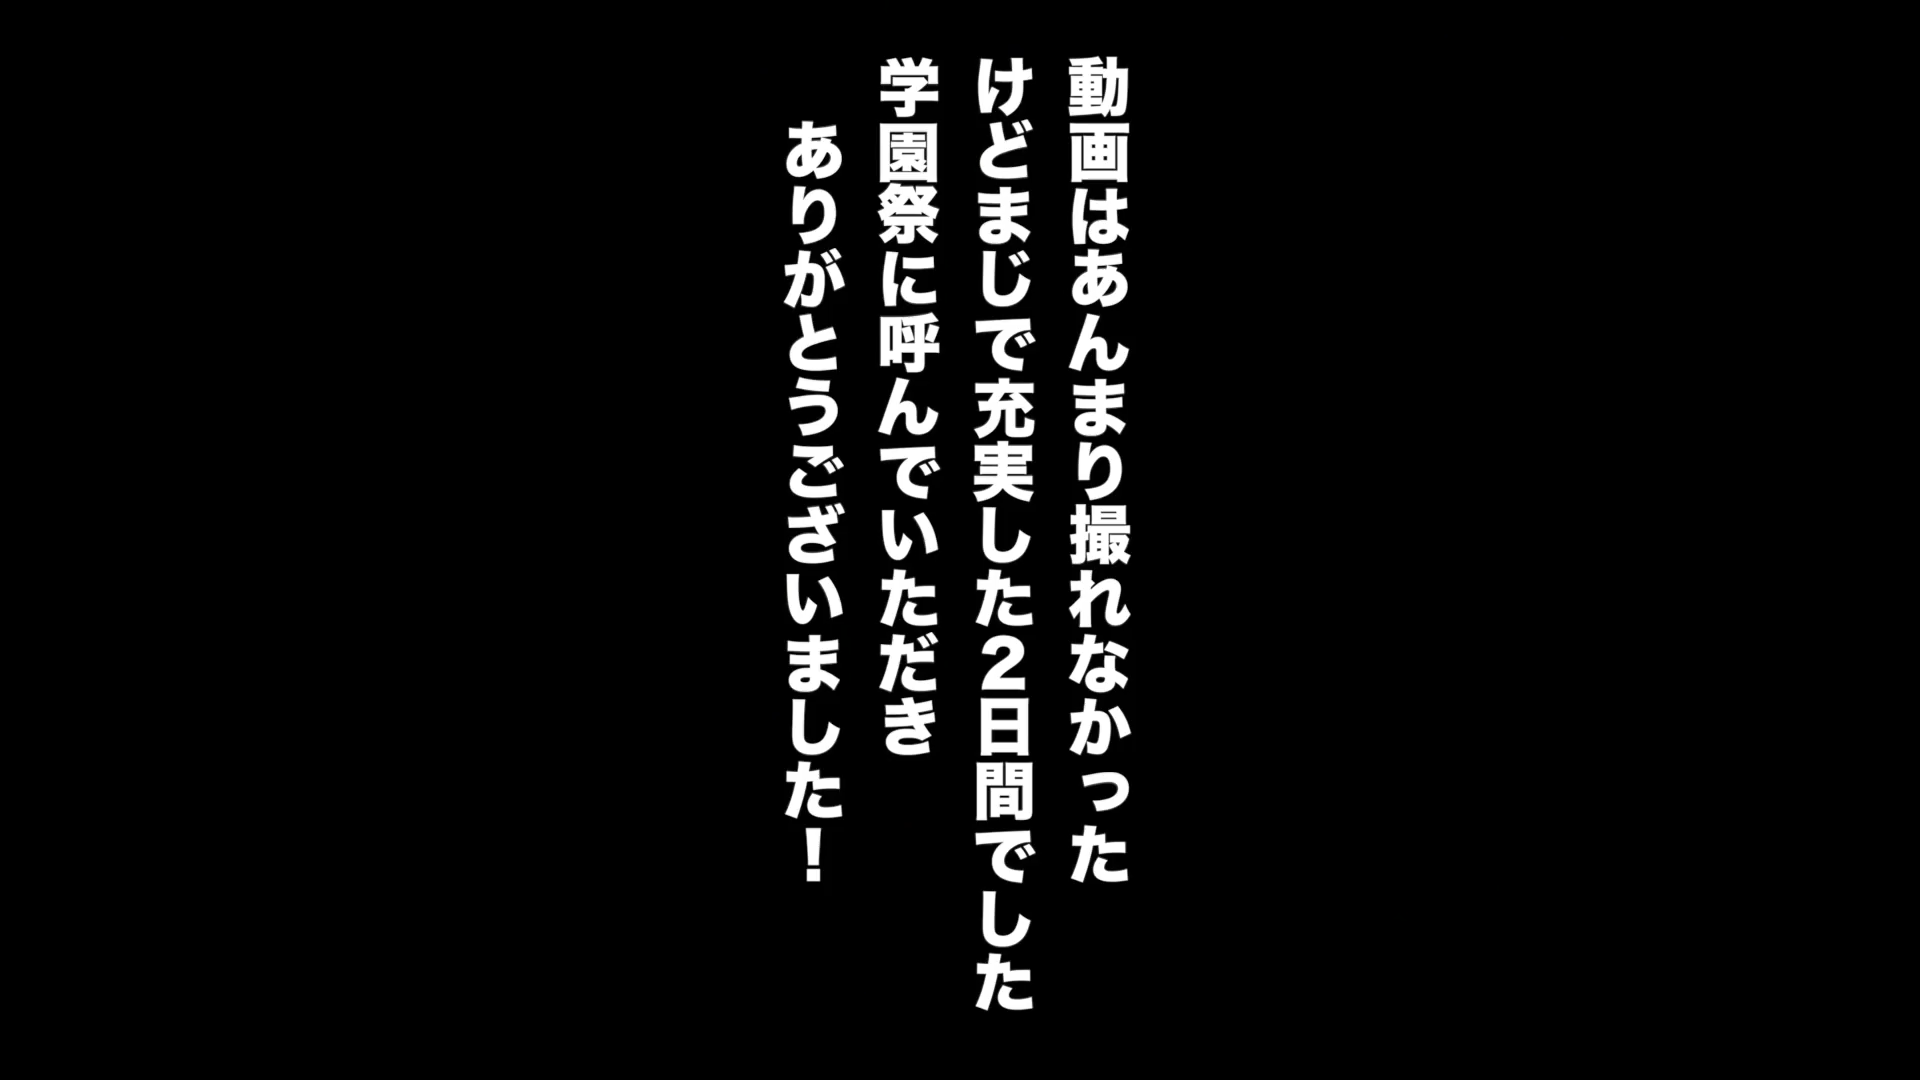 動画はあんまり撮れなかった
けどまじで充実した2日間でした
学園祭に呼んでいただき
ありがとうございました！